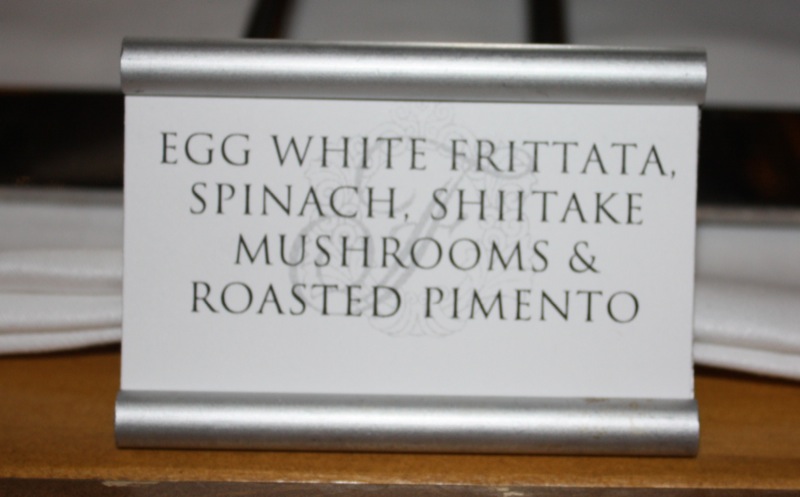 EGG WHITE FRITTATA,
SPINACH, SHIITAKE
MUSHROOMS &
ROASTED PIMENTO